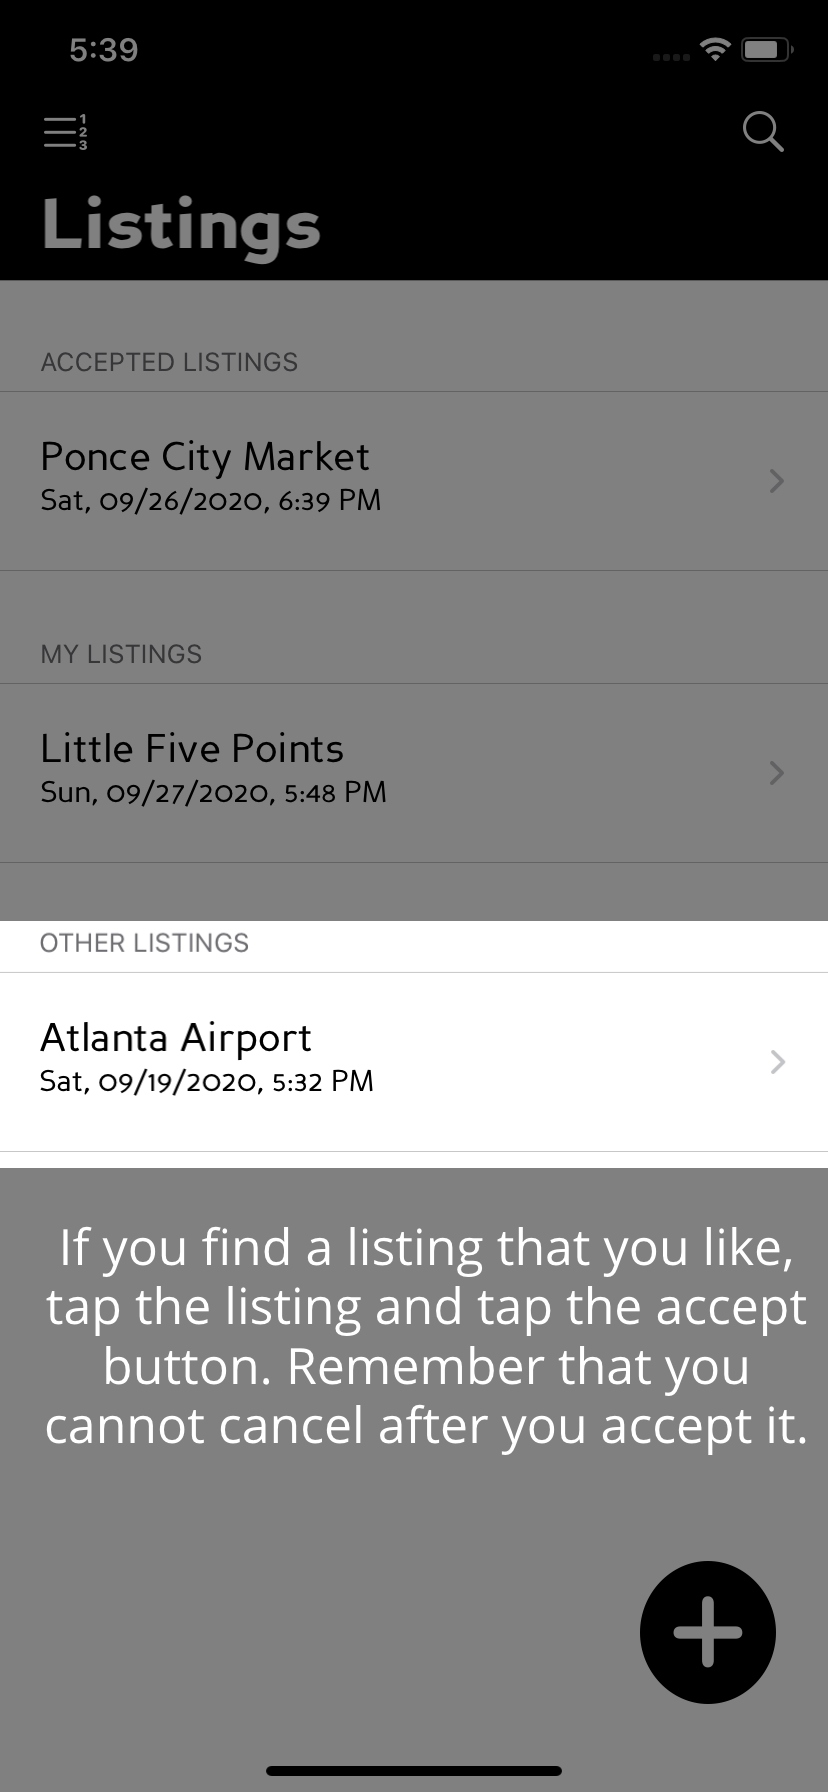 5:39
1
2
3
Listings
ACCEPTED LISTINGS
Ponce City Market
Sat, 09/26/2020, 6:39 PM
MY LISTINGS
Little Five Points
Sun, 09/27/2020, 5:48 PM
OTHER LISTINGS
Atlanta Airport
Sat, 09/19/2020, 5:32 PM
If you find a listing that you like,
tap the listing and tap the accept
button. Remember that you
cannot cancel after you accept it.